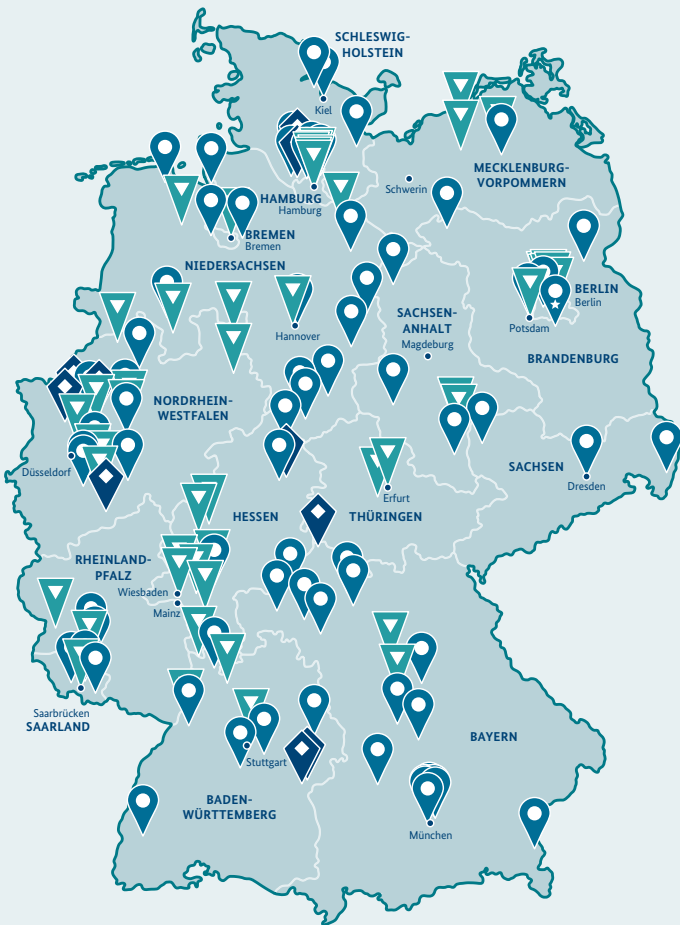 SCHLESWIG-
HOLSTEIN
Kiel
MECKLENBURG-
VORPOMMERN
Schwerin
HAMBURG
Hamburg
BREMEN
Bremen
NIEDERSACHSEN
BERLIN
Berlin
SACHSEN-
ANHALT
Hannover
Potsdam
Magdeburg
BRANDENBURG
NORDRHEIN-
WESTFALEN
Düsseldorf
SACHSEN
Dresden
Erfurt
HESSEN
THÜRINGEN
RHEINLAND-
PFALZ
Wiesbaden
Mainz
Saarbrücken
SAARLAND
BAYERN
Stuttgart
BADEN-
WÜRTTEMBERG
München